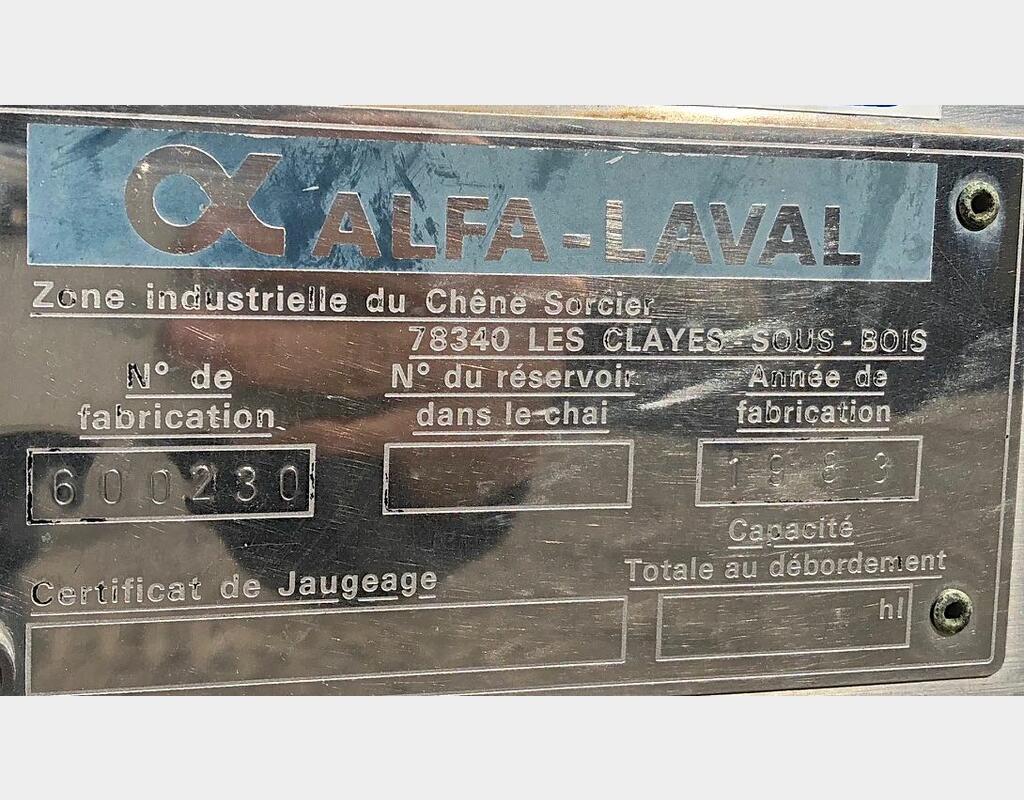 ALFA-LAVAL
Zone industrielle du Chêne Sorcier
78340 LES CLAYES-SOUS-BOIS
N° de fabrication
N° du réservoir dans le chai
Année de fabrication
600230
1983
Capacité
Totale au débordement
Certificat de Jaugeage
hl